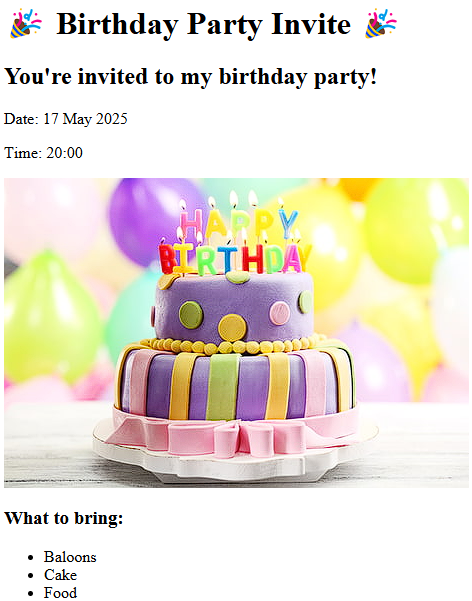 🎉 Birthday Party Invite 🎉
You're invited to my birthday party!
Date: 17 May 2025
Time: 20:00
HAPPY
BIRTHDAY
What to bring:
Baloons
Cake
Food